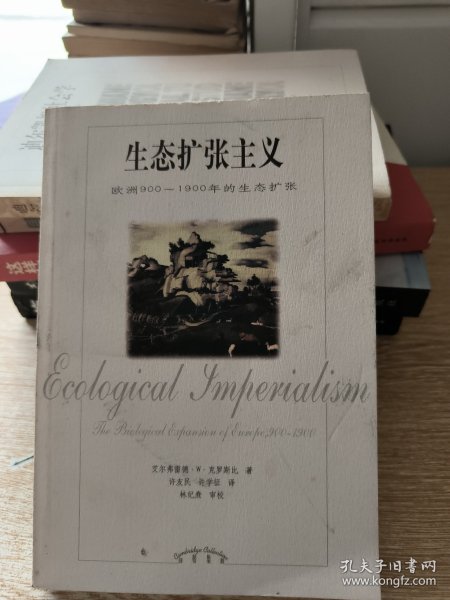 生态扩张主义
欧洲900～1900年的生态扩张
Ecological Imperialism
The Biological Expansion of Europe,900-1900
艾尔弗雷德·W·克罗斯比 著
许友民 许学征 译
林纪焘 审校
Cambridge Collection
孔夫子旧书网
www.kongfz.com